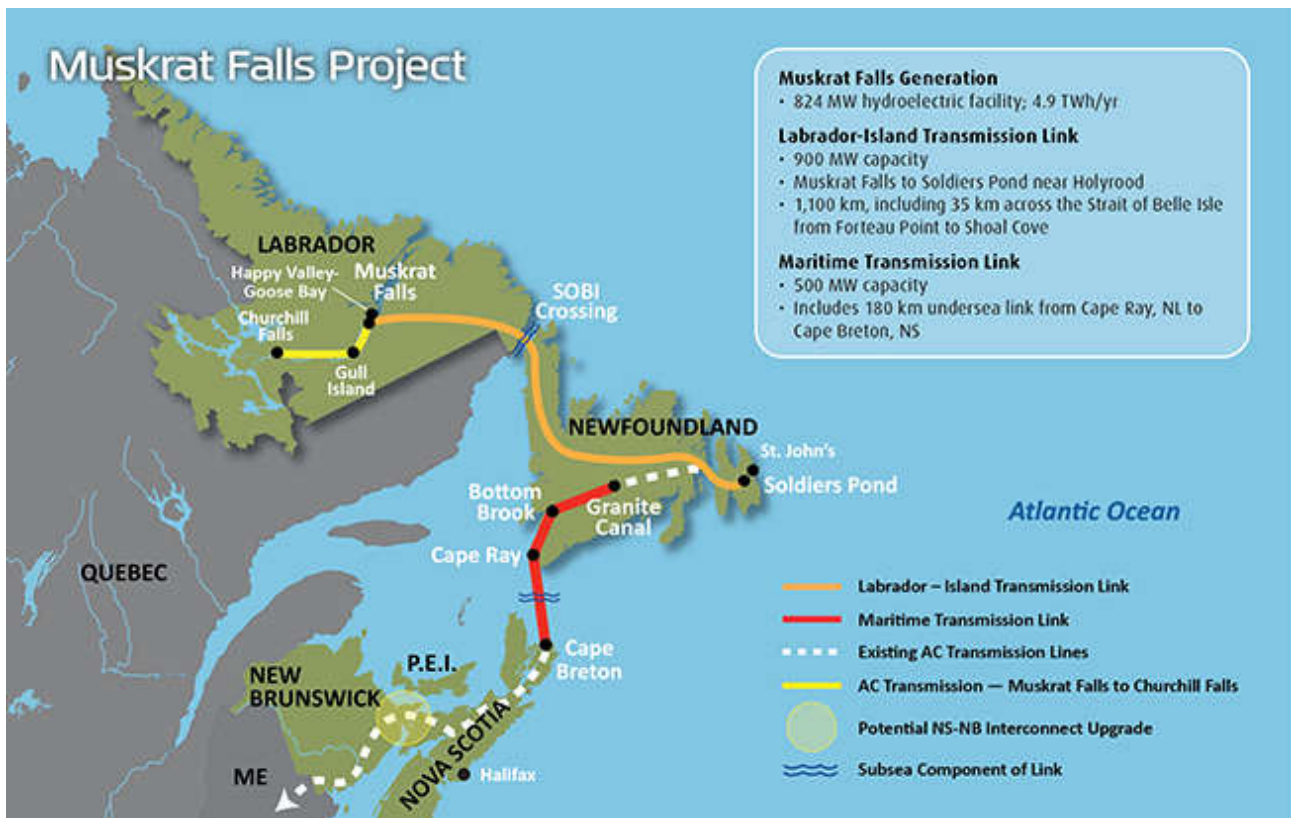 Muskrat Falls Project
Muskrat Falls Generation
• 824 MW hydroelectric facility; 4.9 TWh/yr
Labrador-Island Transmission Link
• 900 MW capacity
• Muskrat Falls to Soldiers Pond near Holyrood
• 1,100 km, including 35 km across the Strait of Belle Isle
from Forteau Point to Shoal Cove
Maritime Transmission Link
• 500 MW capacity
• Includes 180 km undersea link from Cape Ray, NL to
Cape Breton, NS
LABRADOR
Happy Valley-
Goose Bay
Muskrat
Falls
Churchill
Falls
Gull
Island
SOBI
Crossing
NEWFOUNDLAND
St. John's
Soldiers Pond
Bottom
Brook
Granite
Canal
Cape Ray
Atlantic Ocean
QUEBEC
Cape
Breton
P.E.I.
NEW
BRUNSWICK
NOVA SCOTIA
Halifax
ME
Labrador – Island Transmission Link
Maritime Transmission Link
Existing AC Transmission Lines
AC Transmission — Muskrat Falls to Churchill Falls
Potential NS-NB Interconnect Upgrade
Subsea Component of Link